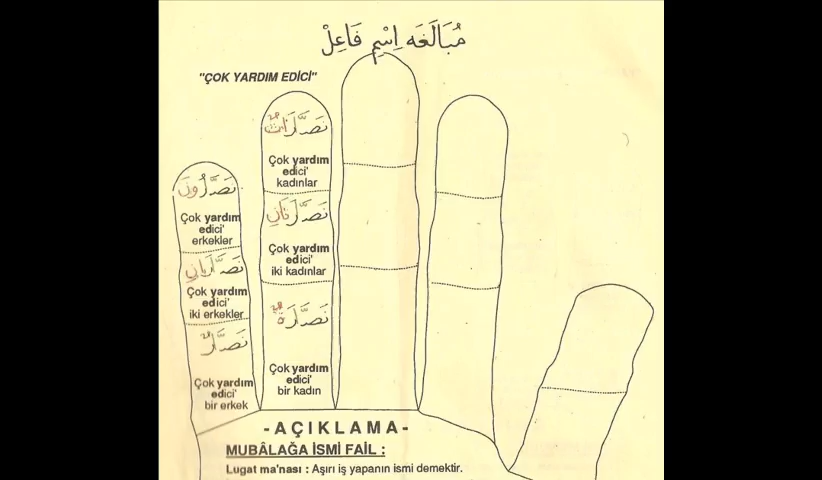 مُبَالَغَه اِسْمِ فَاعِلْ
"ÇOK YARDIM EDİCİ"
نَصَّارُونَ
Çok yardım
edici'
erkekler
نَصَّارَانِ
Çok yardım
edici'
iki erkekler
نَصَّارٌ
Çok yardım
edici'
bir erkek
نَصَّارَاتٌ
Çok yardım
edici'
kadınlar
نَصَّارَتَانِ
Çok yardım
edici'
iki kadınlar
نَصَّارَةٌ
Çok yardım
edici'
bir kadın
-AÇIKLAMA-
MUBÂLAĞA İSMİ FAİL :
Lugat ma'nası : Aşırı iş yapanın ismi demektir.